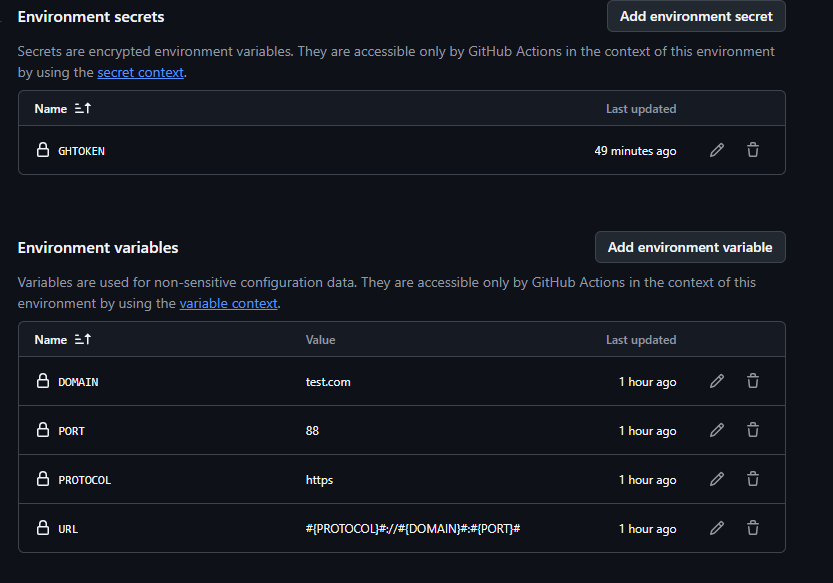 Environment secrets
Add environment secret
Secrets are encrypted environment variables. They are accessible only by GitHub Actions in the context of this environment
by using the secret context.
Name Last updated
GHTOKEN 49 minutes ago
Environment variables
Add environment variable
Variables are used for non-sensitive configuration data. They are accessible only by GitHub Actions in the context of this
environment by using the variable context.
Name Value Last updated
DOMAIN test.com 1 hour ago
PORT 88 1 hour ago
PROTOCOL https 1 hour ago
URL #{PROTOCOL}#://#{DOMAIN}#:#{PORT}# 1 hour ago